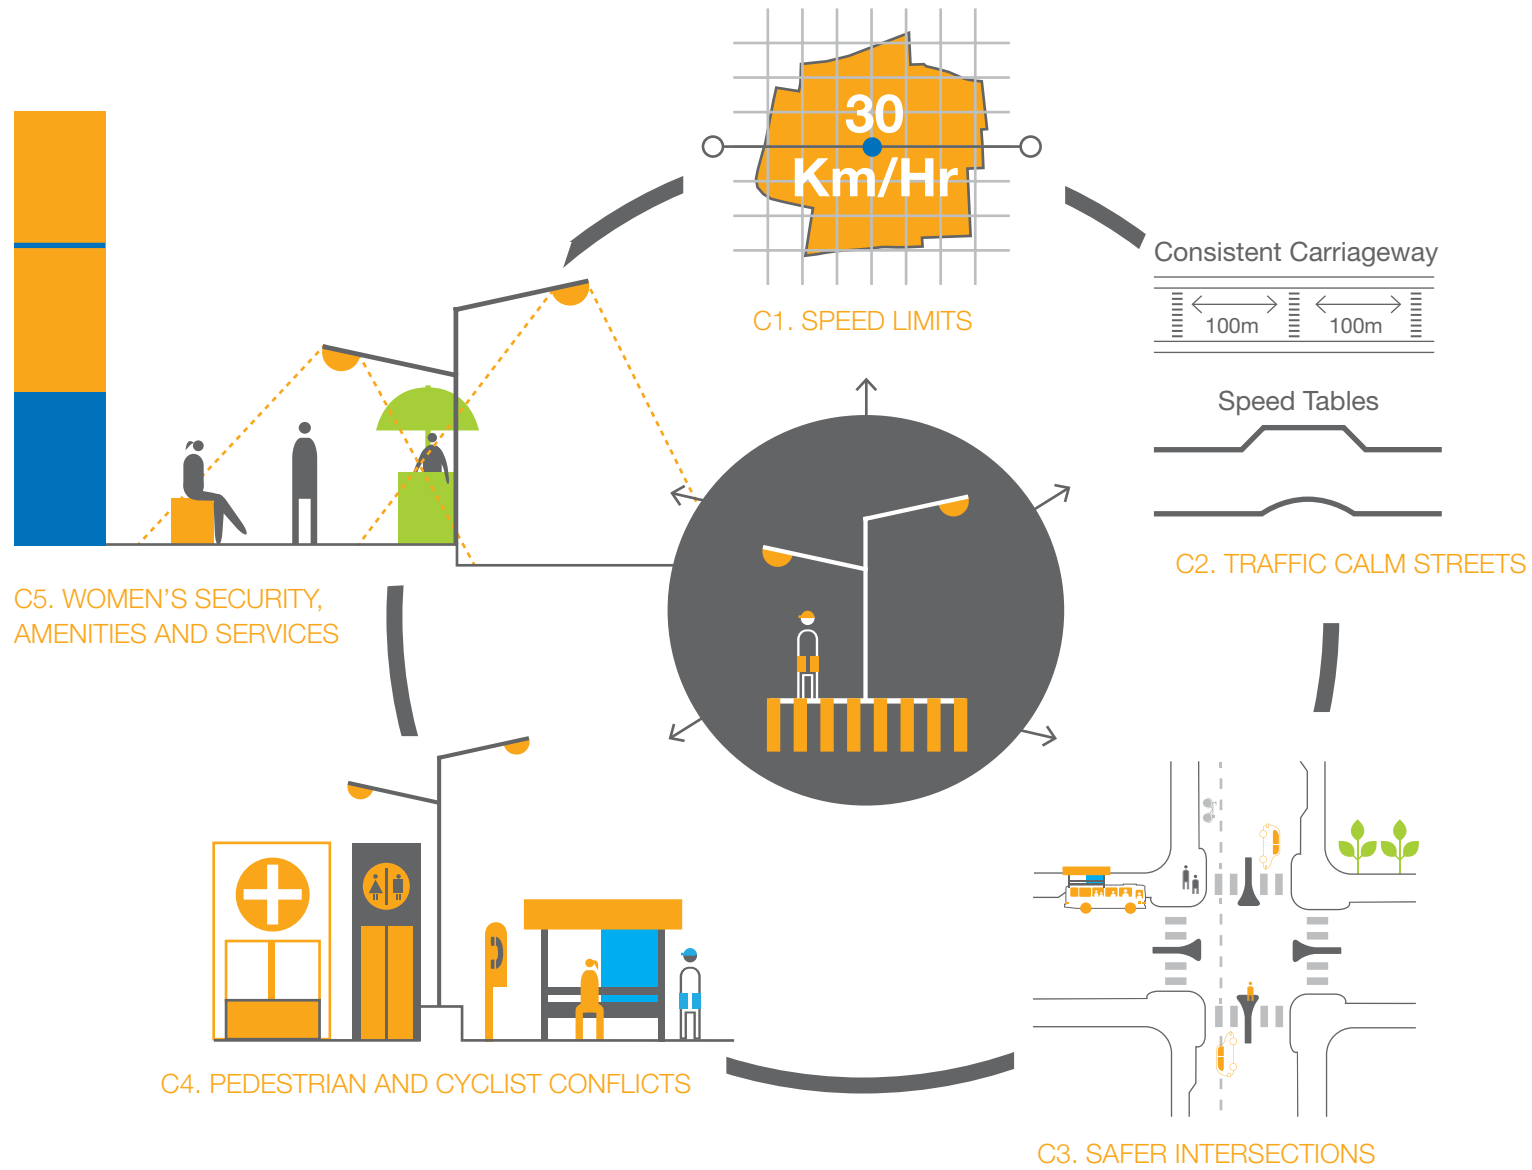 30
Km/Hr
C1. SPEED LIMITS
Consistent Carriageway
100m 100m
Speed Tables
C2. TRAFFIC CALM STREETS
C3. SAFER INTERSECTIONS
C4. PEDESTRIAN AND CYCLIST CONFLICTS
C5. WOMEN’S SECURITY,
AMENITIES AND SERVICES